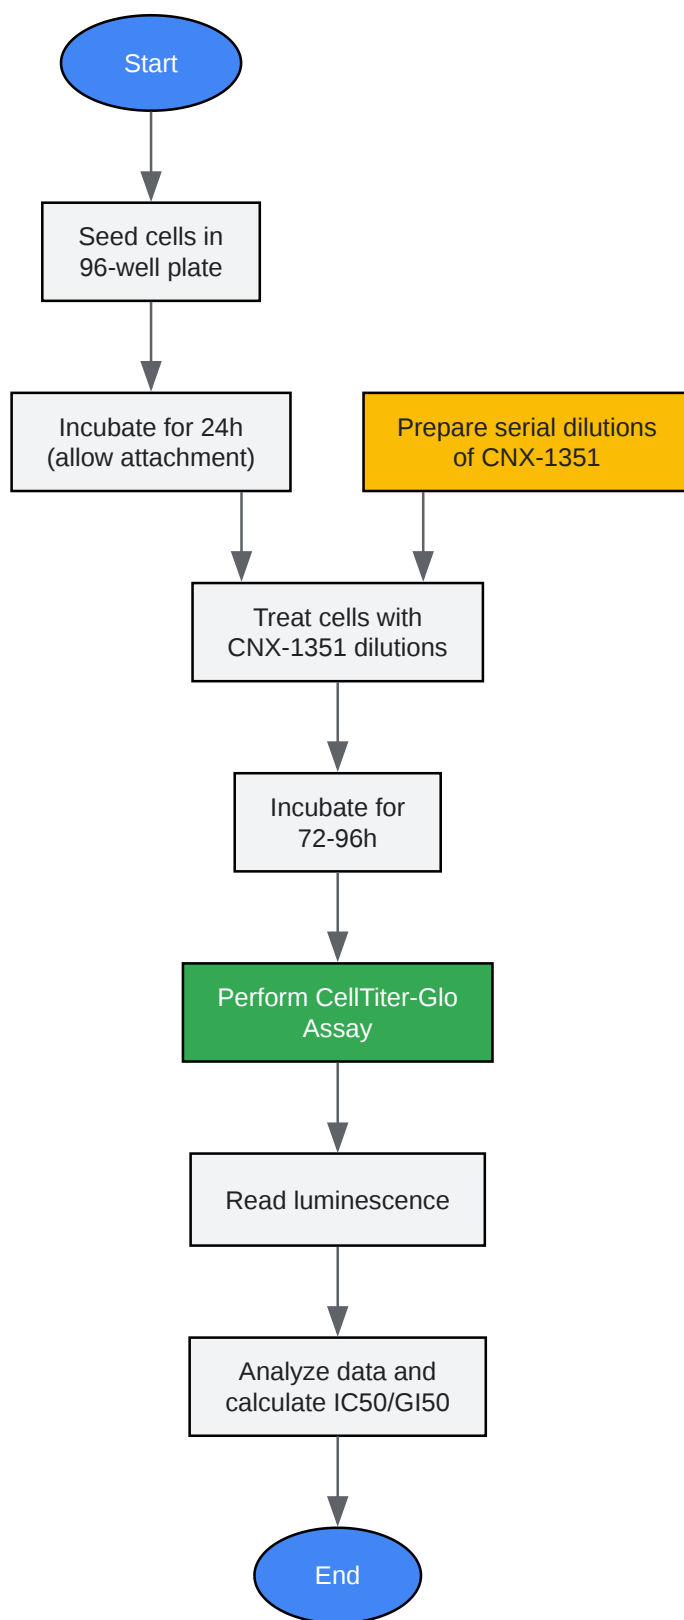 Start
Seed cells in
96-well plate
Incubate for 24h
(allow attachment)
Prepare serial dilutions
of CNX-1351
Treat cells with
CNX-1351 dilutions
Incubate for
72-96h
Perform CellTiter-Glo
Assay
Read luminescence
Analyze data and
calculate IC50/GI50
End